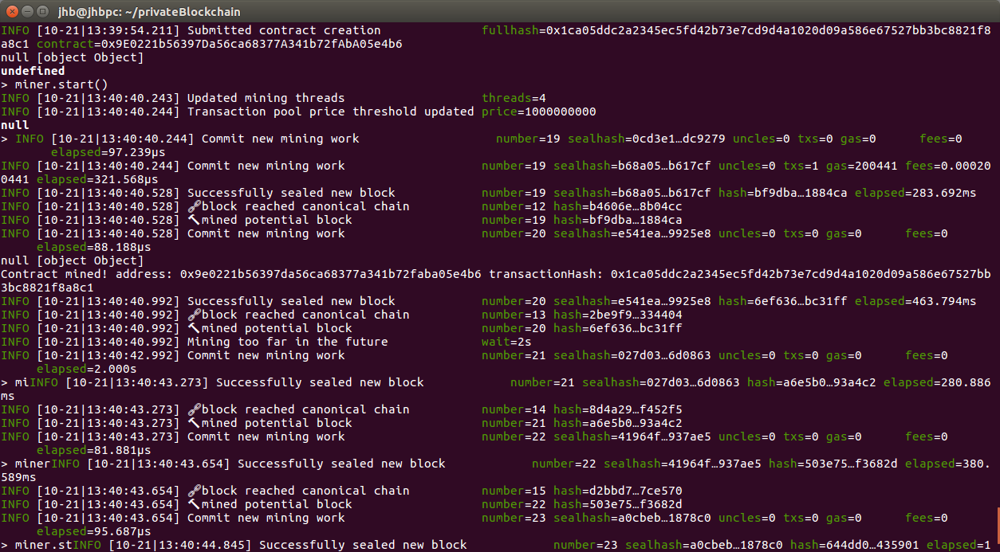 jhb@jhbpc: ~/privateBlockchain
INFO [10-21|13:39:54.211] Submitted contract creation fullhash=0x1ca05ddc2a2345ec5fd42b73e7cd9d4a1020d09a586e67527bb3bc8821f8
a8c1 contract=0x9E0221b56397Da56ca68377A341b72fAbA05e4b6
null [object Object]
undefined
> miner.start()
INFO [10-21|13:40:40.243] Updated mining threads threads=4
INFO [10-21|13:40:40.244] Transaction pool price threshold updated price=1000000000
null
> INFO [10-21|13:40:40.244] Commit new mining work number=19 sealhash=0cd3e1…dc9279 uncles=0 txs=0 gas=0 fees=0
elapsed=97.239µs
INFO [10-21|13:40:40.244] Commit new mining work number=19 sealhash=b68a05…b617cf uncles=0 txs=1 gas=200441 fees=0.00020
0441 elapsed=321.568µs
INFO [10-21|13:40:40.528] Successfully sealed new block number=19 sealhash=b68a05…b617cf hash=bf9dba…1884ca elapsed=283.692ms
INFO [10-21|13:40:40.528] 🔗block reached canonical chain number=12 hash=b4606e…8b04cc
INFO [10-21|13:40:40.528] 🔨mined potential block number=19 hash=bf9dba…1884ca
INFO [10-21|13:40:40.528] Commit new mining work number=20 sealhash=e541ea…9925e8 uncles=0 txs=0 gas=0 fees=0
elapsed=88.188µs
null [object Object]
Contract mined! address: 0x9e0221b56397da56ca68377a341b72faba05e4b6 transactionHash: 0x1ca05ddc2a2345ec5fd42b73e7cd9d4a1020d09a586e67527bb
3bc8821f8a8c1
INFO [10-21|13:40:40.992] Successfully sealed new block number=20 sealhash=e541ea…9925e8 hash=6ef636…bc31ff elapsed=463.794ms
INFO [10-21|13:40:40.992] 🔗block reached canonical chain number=13 hash=2be9f9…334404
INFO [10-21|13:40:40.992] 🔨mined potential block number=20 hash=6ef636…bc31ff
INFO [10-21|13:40:40.992] Mining too far in the future wait=2s
INFO [10-21|13:40:42.992] Commit new mining work number=21 sealhash=027d03…6d0863 uncles=0 txs=0 gas=0 fees=0
elapsed=2.000s
> miINFO [10-21|13:40:43.273] Successfully sealed new block number=21 sealhash=027d03…6d0863 hash=a6e5b0…93a4c2 elapsed=280.886
ms
INFO [10-21|13:40:43.273] 🔗block reached canonical chain number=14 hash=8d4a29…f452f5
INFO [10-21|13:40:43.273] 🔨mined potential block number=21 hash=a6e5b0…93a4c2
INFO [10-21|13:40:43.273] Commit new mining work number=22 sealhash=41964f…937ae5 uncles=0 txs=0 gas=0 fees=0
elapsed=81.881µs
> minerINFO [10-21|13:40:43.654] Successfully sealed new block number=22 sealhash=41964f…937ae5 hash=503e75…f3682d elapsed=380.
589ms
INFO [10-21|13:40:43.654] 🔗block reached canonical chain number=15 hash=d2bbd7…7ce570
INFO [10-21|13:40:43.654] 🔨mined potential block number=22 hash=503e75…f3682d
INFO [10-21|13:40:43.654] Commit new mining work number=23 sealhash=a0cbeb…1878c0 uncles=0 txs=0 gas=0 fees=0
elapsed=95.687µs
> miner.stINFO [10-21|13:40:44.845] Successfully sealed new block number=23 sealhash=a0cbeb…1878c0 hash=644dd0…435901 elapsed=1